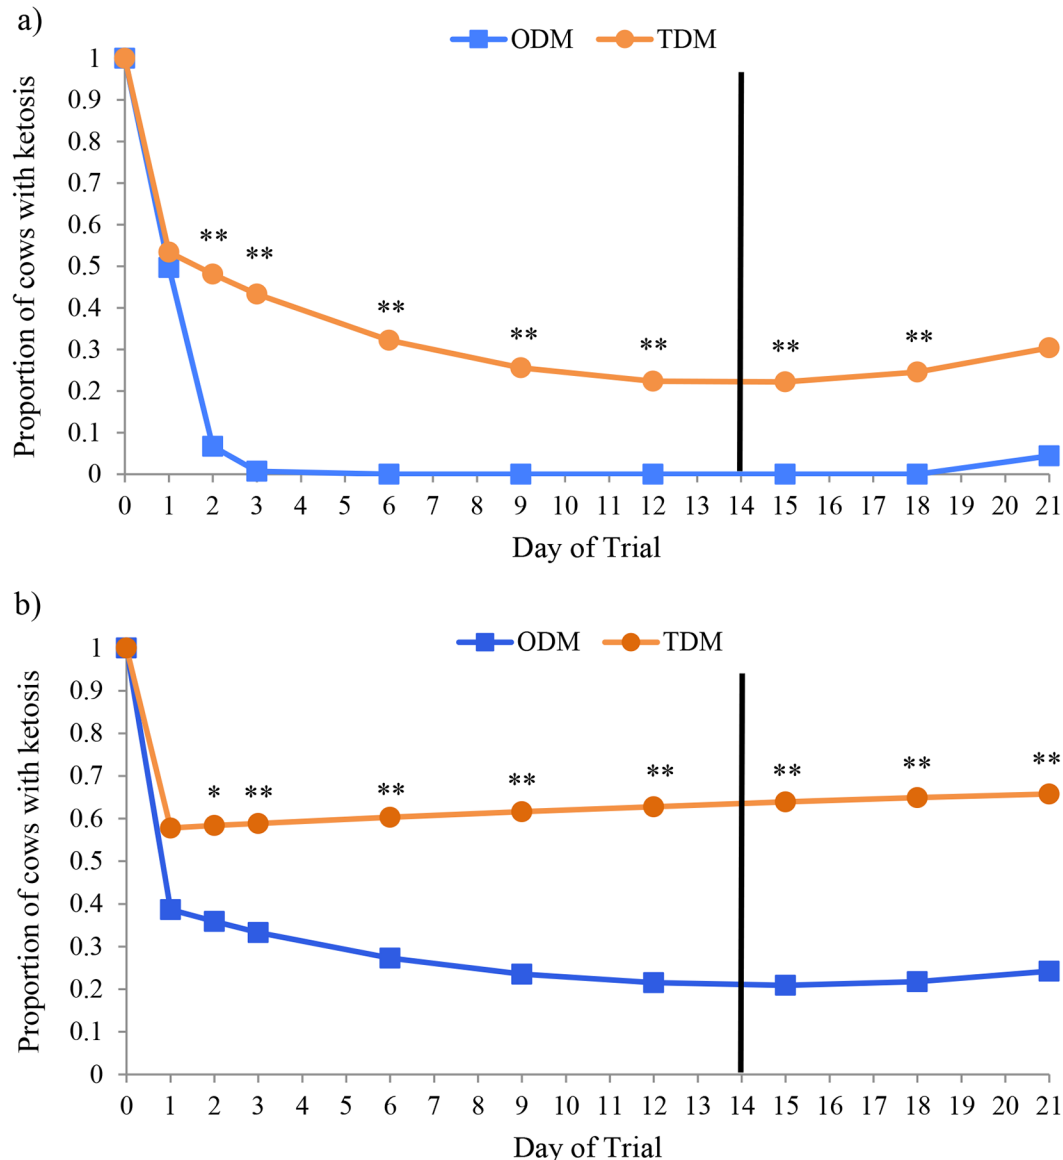 a)
ODM TDM
Proportion of cows with ketosis
1
0.9
0.8
0.7
0.6
0.5
0.4
0.3
0.2
0.1
0
** ** ** ** ** ** **
0 1 2 3 4 5 6 7 8 9 10 11 12 13 14 15 16 17 18 19 20 21
Day of Trial
b)
ODM TDM
Proportion of cows with ketosis
1
0.9
0.8
0.7
0.6
0.5
0.4
0.3
0.2
0.1
0
* ** ** ** ** ** ** **
0 1 2 3 4 5 6 7 8 9 10 11 12 13 14 15 16 17 18 19 20 21
Day of Trial